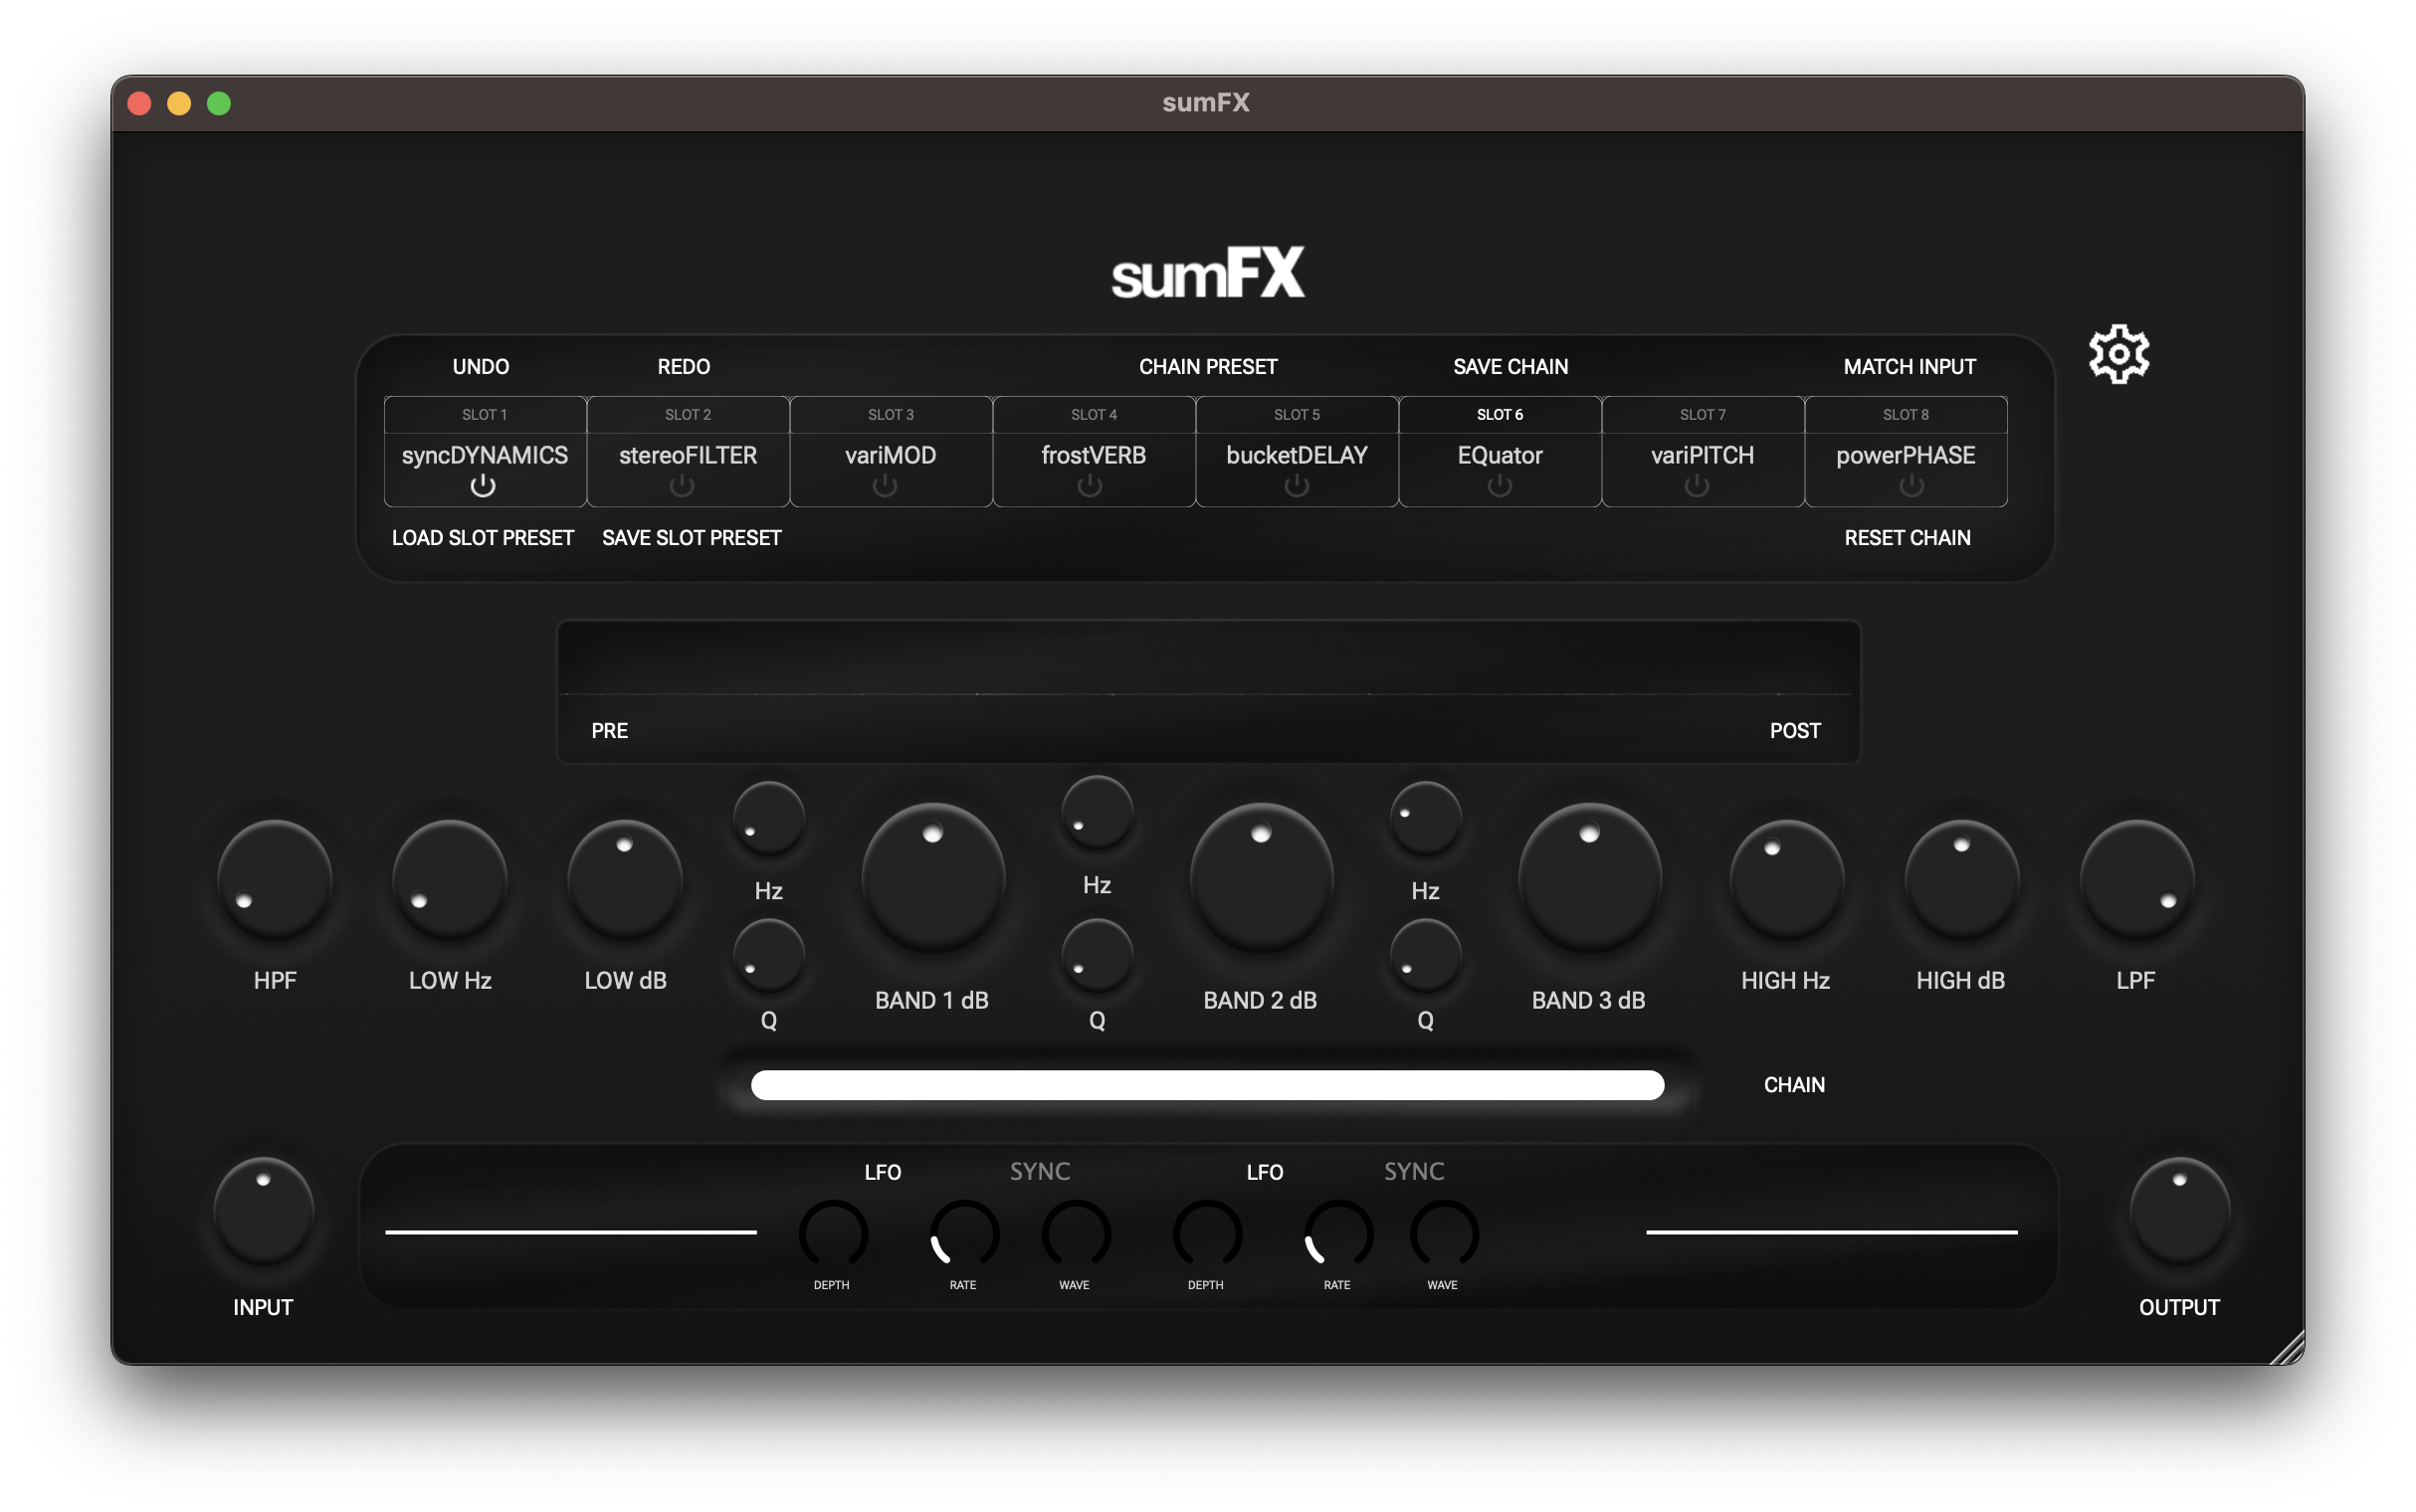 sumFX
sumFX
UNDO REDO CHAIN PRESET SAVE CHAIN MATCH INPUT
SLOT 1 SLOT 2 SLOT 3 SLOT 4 SLOT 5 SLOT 6 SLOT 7 SLOT 8
syncDYNAMICS stereoFILTER variMOD frostVERB bucketDELAY EQuator variPITCH powerPHASE
LOAD SLOT PRESET SAVE SLOT PRESET RESET CHAIN
PRE POST
Hz Hz Hz
HPF LOW Hz LOW dB BAND 1 dB BAND 2 dB BAND 3 dB HIGH Hz HIGH dB LPF
Q Q Q
CHAIN
LFO SYNC LFO SYNC
DEPTH RATE WAVE DEPTH RATE WAVE
INPUT OUTPUT